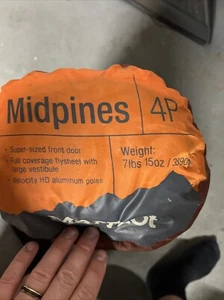 Midpines 4P
• Super-sized front door
• Full coverage flysheet with
large vestibule
• Velocity HD aluminum poles
Weight:
7lbs 15oz /